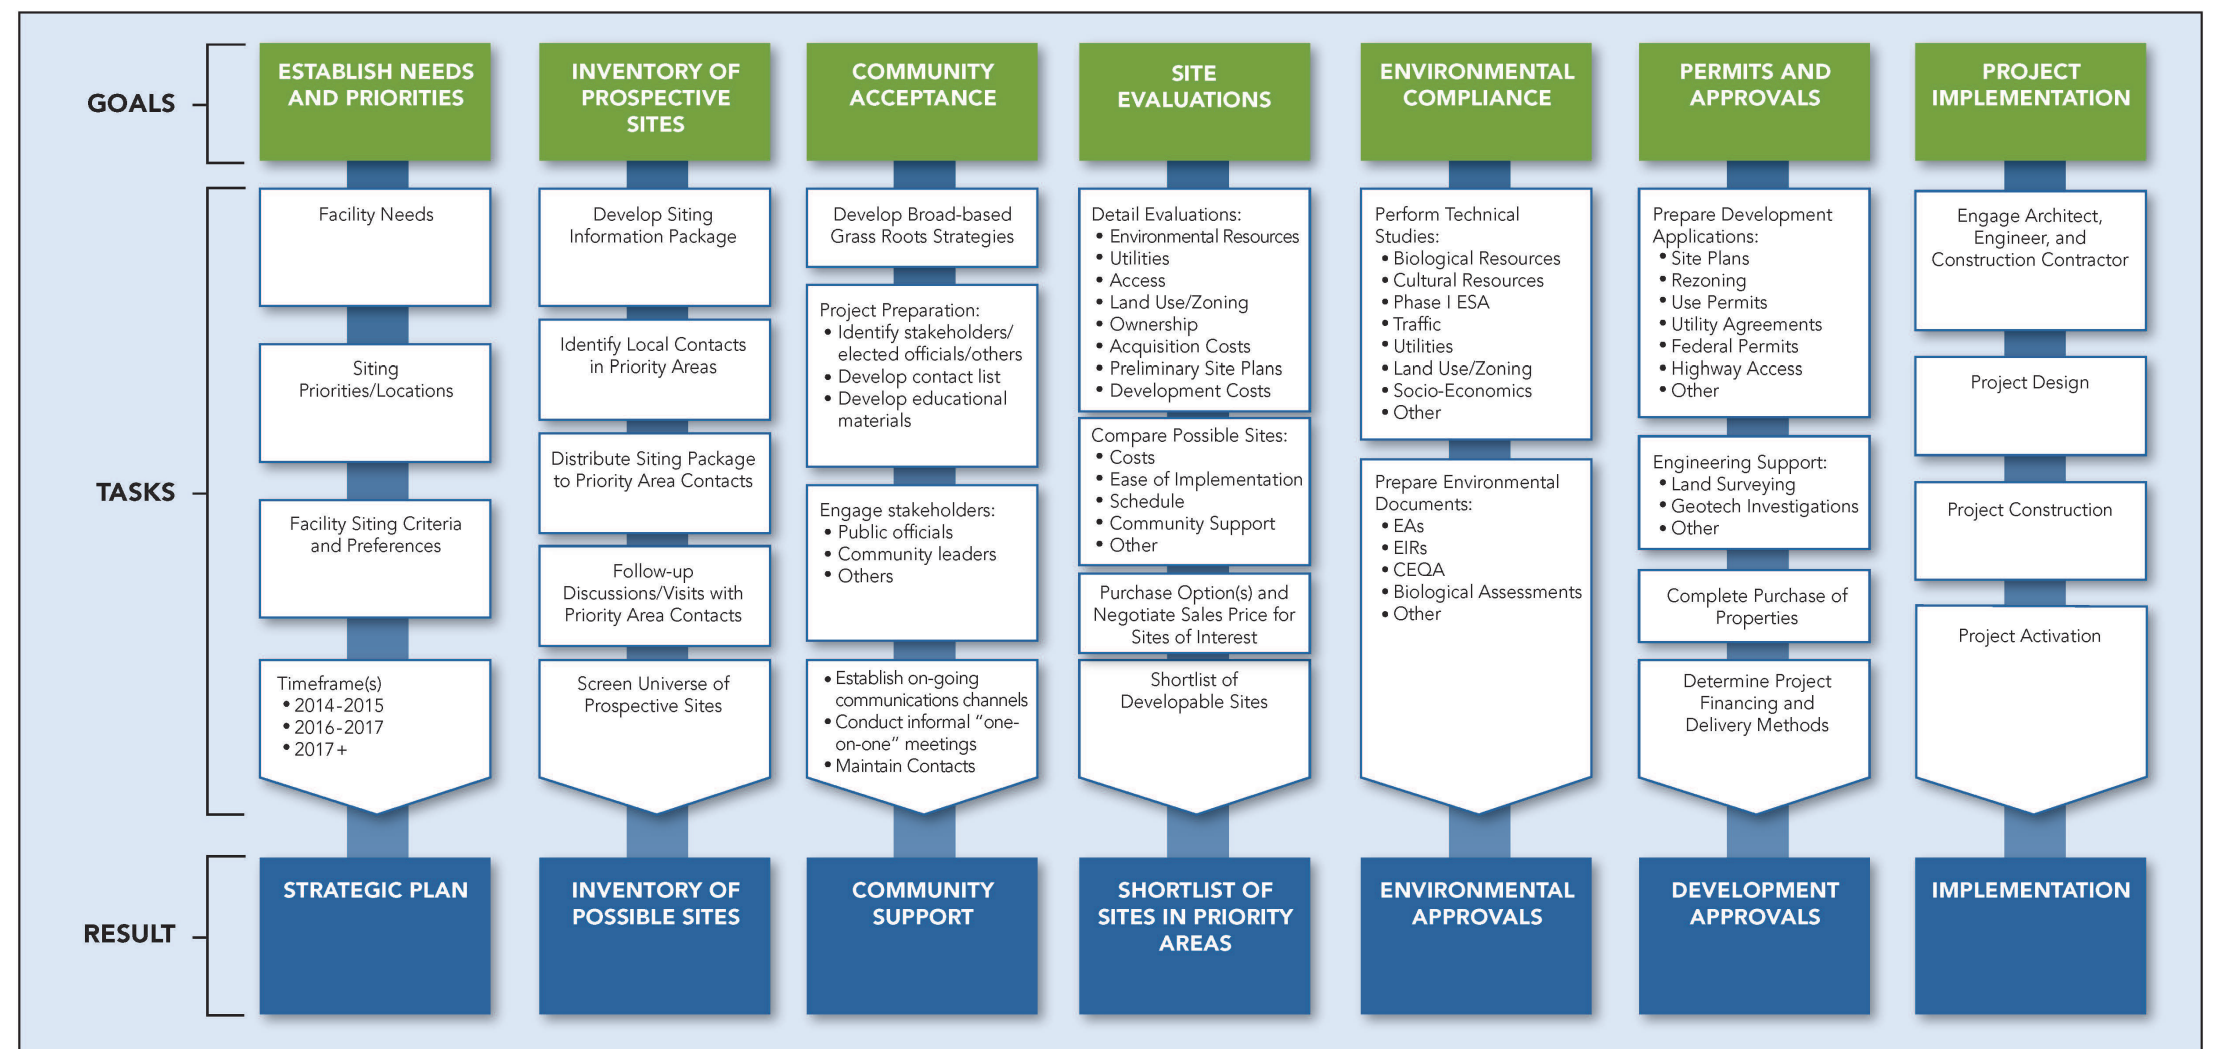 GOALS
ESTABLISH NEEDS
AND PRIORITIES
INVENTORY OF
PROSPECTIVE
SITES
COMMUNITY
ACCEPTANCE
SITE
EVALUATIONS
ENVIRONMENTAL
COMPLIANCE
PERMITS AND
APPROVALS
PROJECT
IMPLEMENTATION
TASKS
Facility Needs
Siting
Priorities/Locations
Facility Siting Criteria
and Preferences
Timeframe(s)
• 2014-2015
• 2016-2017
• 2017+
Develop Siting
Information Package
Identify Local Contacts
in Priority Areas
Distribute Siting Package
to Priority Area Contacts
Follow-up
Discussions/Visits with
Priority Area Contacts
Screen Universe of
Prospective Sites
Develop Broad-based
Grass Roots Strategies
Project Preparation:
• Identify stakeholders/
elected officials/others
• Develop contact list
• Develop educational
materials
Engage stakeholders:
• Public officials
• Community leaders
• Others
• Establish on-going
communications channels
• Conduct informal “one-
on-one” meetings
• Maintain Contacts
Detail Evaluations:
• Environmental Resources
• Utilities
• Access
• Land Use/Zoning
• Ownership
• Acquisition Costs
• Preliminary Site Plans
• Development Costs
Compare Possible Sites:
• Costs
• Ease of Implementation
• Schedule
• Community Support
• Other
Purchase Option(s) and
Negotiate Sales Price for
Sites of Interest
Shortlist of
Developable Sites
Perform Technical
Studies:
• Biological Resources
• Cultural Resources
• Phase I ESA
• Traffic
• Utilities
• Land Use/Zoning
• Socio-Economics
• Other
Prepare Environmental
Documents:
• EAs
• EIRs
• CEQA
• Biological Assessments
• Other
Prepare Development
Applications:
• Site Plans
• Rezoning
• Use Permits
• Utility Agreements
• Federal Permits
• Highway Access
• Other
Engineering Support:
• Land Surveying
• Geotech Investigations
• Other
Complete Purchase of
Properties
Determine Project
Financing and
Delivery Methods
Engage Architect,
Engineer, and
Construction Contractor
Project Design
Project Construction
Project Activation
RESULT
STRATEGIC PLAN
INVENTORY OF
POSSIBLE SITES
COMMUNITY
SUPPORT
SHORTLIST OF
SITES IN PRIORITY
AREAS
ENVIRONMENTAL
APPROVALS
DEVELOPMENT
APPROVALS
IMPLEMENTATION